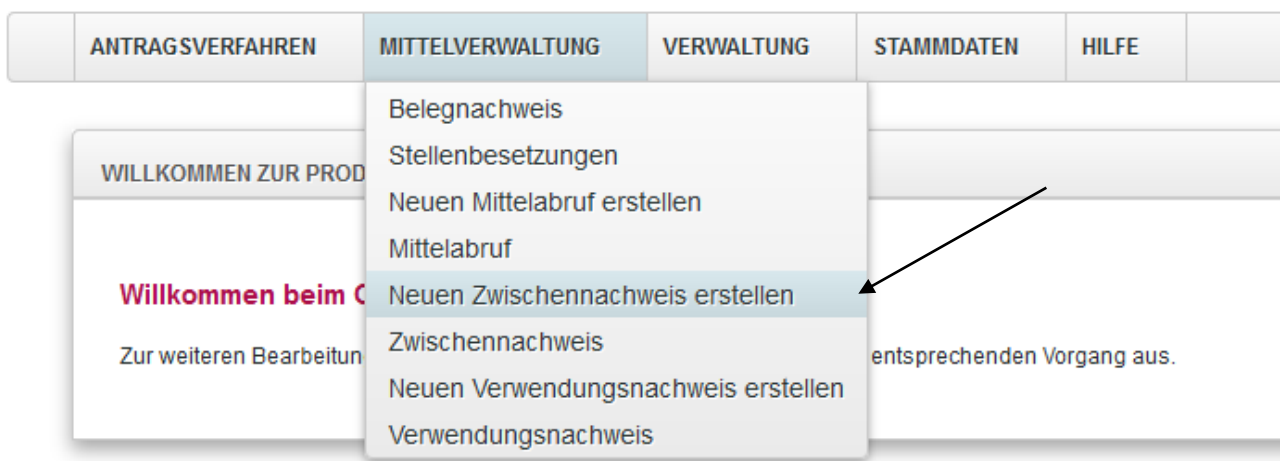 ANTRAGSVERFAHREN MITTELVERWALTUNG VERWALTUNG STAMMDATEN HILFE
Belegnachweis
Stellenbesetzungen
WILLKOMMEN ZUR PROD
Neuen Mittelabruf erstellen
Mittelabruf
Willkommen beim
Neuen Zwischennachweis erstellen
Zwischennachweis
Zur weiteren Bearbeitun entsprechenden Vorgang aus.
Neuen Verwendungsnachweis erstellen
Verwendungsnachweis